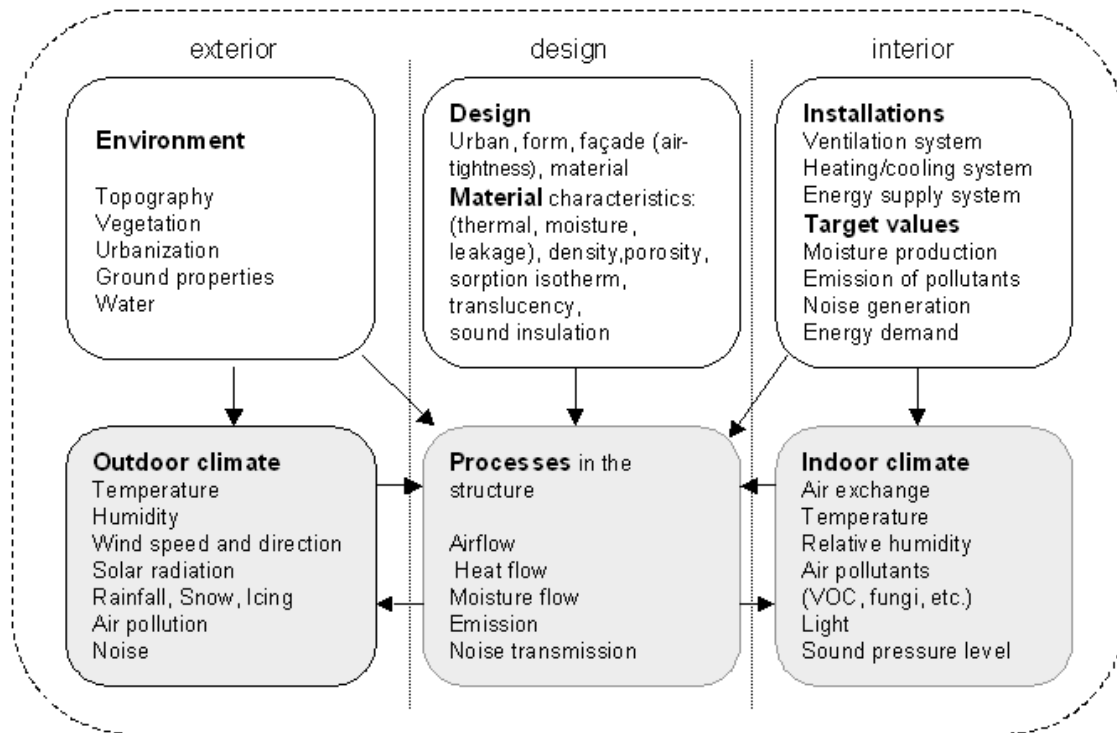 exterior
design
interior
Environment
Topography
Vegetation
Urbanization
Ground properties
Water
Design
Urban, form, façade (air-
tightness), material
Material characteristics:
(thermal, moisture,
leakage), density,porosity,
sorption isotherm,
translucency,
sound insulation
Installations
Ventilation system
Heating/cooling system
Energy supply system
Target values
Moisture production
Emission of pollutants
Noise generation
Energy demand
Outdoor climate
Temperature
Humidity
Wind speed and direction
Solar radiation
Rainfall, Snow, Icing
Air pollution
Noise
Processes in the
structure
Airflow
Heat flow
Moisture flow
Emission
Noise transmission
Indoor climate
Air exchange
Temperature
Relative humidity
Air pollutants
(VOC, fungi, etc.)
Light
Sound pressure level